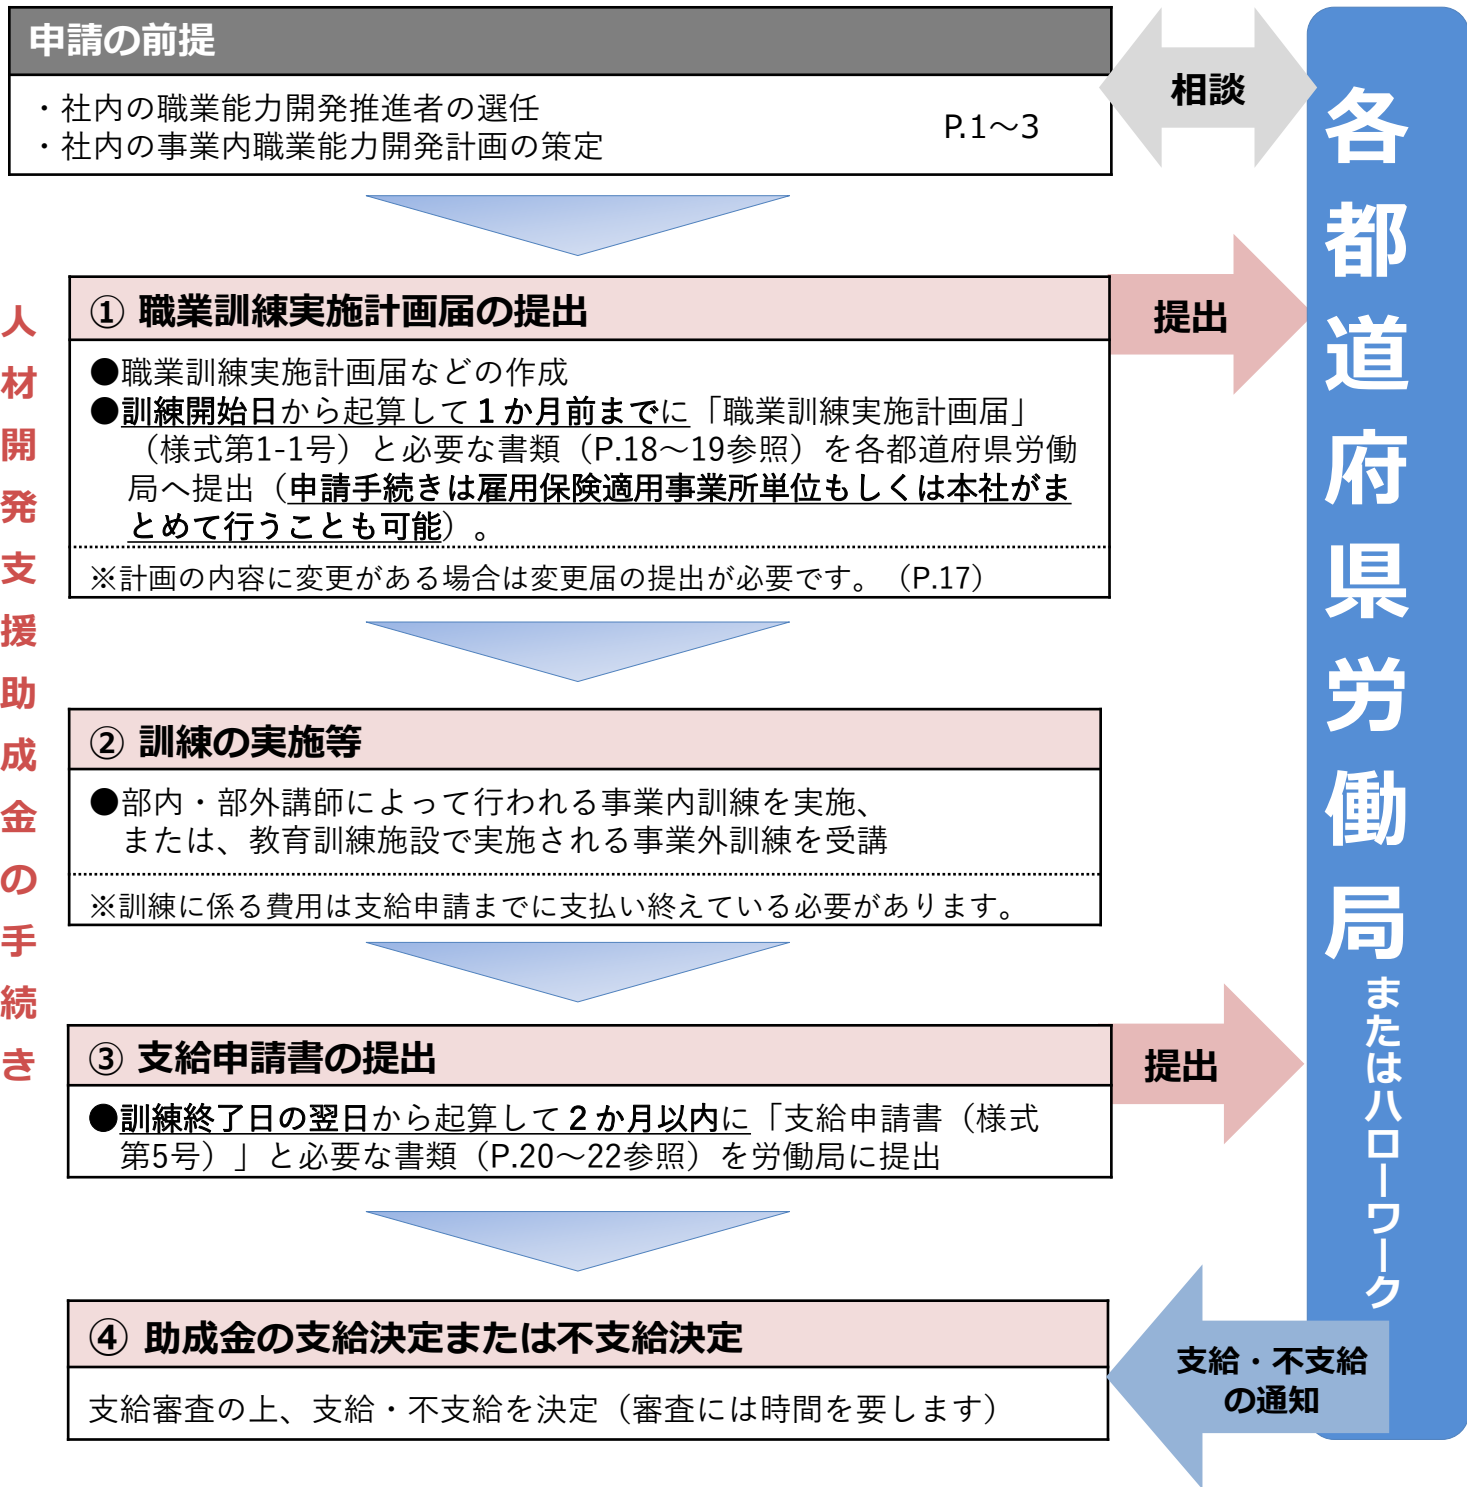 申請の前提
・社内の職業能力開発推進者の選任
・社内の事業内職業能力開発計画の策定
P.1～3
相談
人材開発支援助成金の手続き
① 職業訓練実施計画届の提出
●職業訓練実施計画届などの作成
●訓練開始日から起算して１か月前までに「職業訓練実施計画届」
（様式第1-1号）と必要な書類（P.18～19参照）を各都道府県労働
局へ提出（申請手続きは雇用保険適用事業所単位もしくは本社がま
とめて行うことも可能）。
※計画の内容に変更がある場合は変更届の提出が必要です。（P.17）
提出
② 訓練の実施等
●部内・部外講師によって行われる事業内訓練を実施、
または、教育訓練施設で実施される事業外訓練を受講
※訓練に係る費用は支給申請までに支払い終えている必要があります。
③ 支給申請書の提出
●訓練終了日の翌日から起算して２か月以内に「支給申請書（様式
第5号）」と必要な書類（P.20～22参照）を労働局に提出
提出
④ 助成金の支給決定または不支給決定
支給審査の上、支給・不支給を決定（審査には時間を要します）
支給・不支給
の通知
各都道府県労働局またはハローワーク